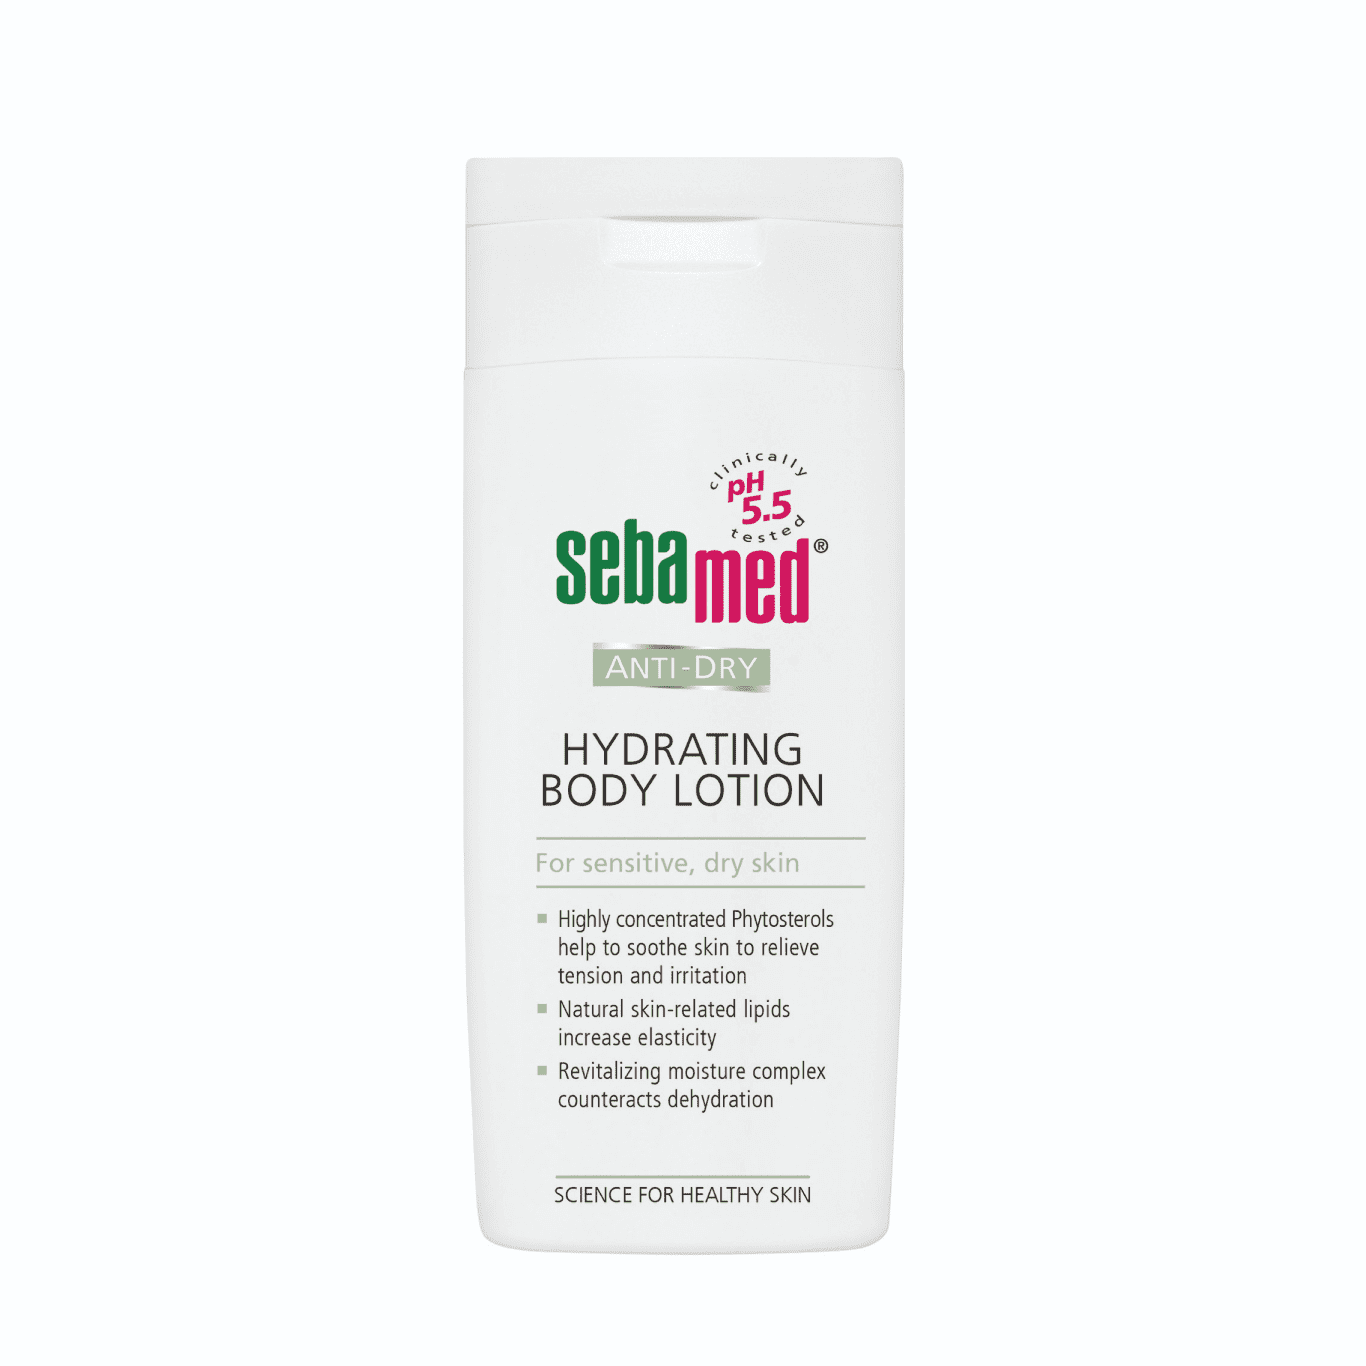 clinically
pH
5.5
tested
sebamed®
ANTI-DRY
HYDRATING
BODY LOTION
For sensitive, dry skin
▪ Highly concentrated Phytosterols
help to soothe skin to relieve
tension and irritation
▪ Natural skin-related lipids
increase elasticity
▪ Revitalizing moisture complex
counteracts dehydration
SCIENCE FOR HEALTHY SKIN